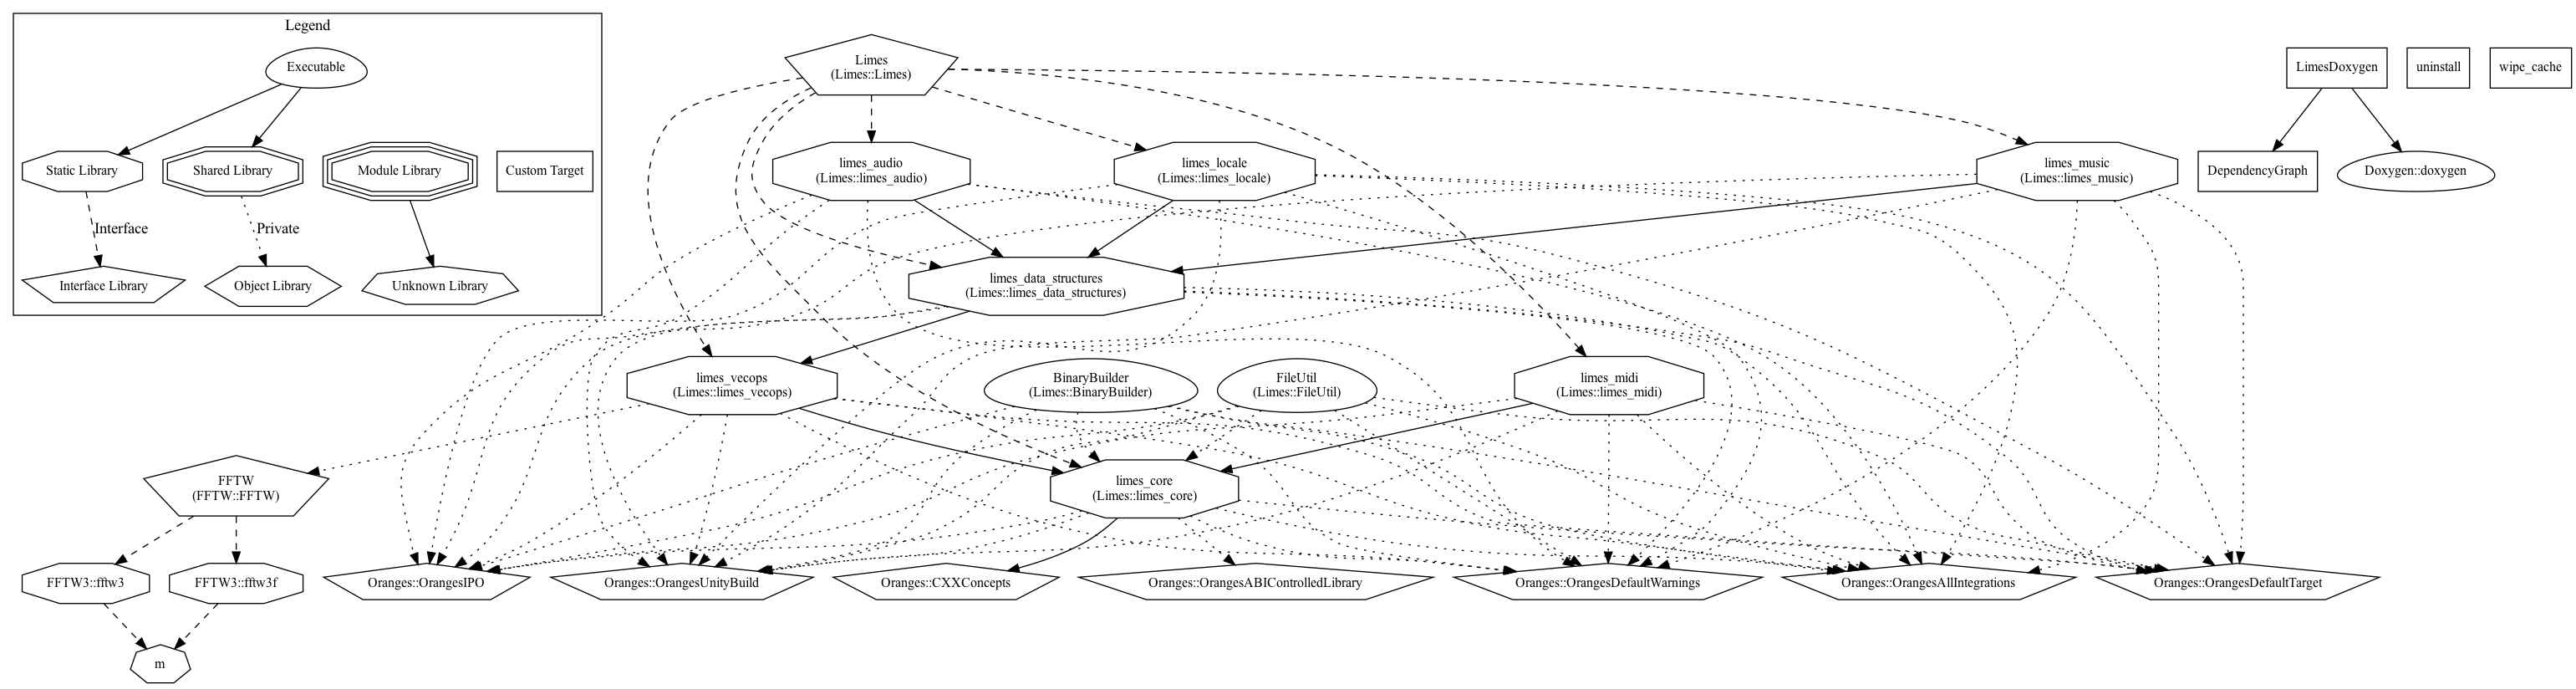 Legend
Executable
Static Library
Shared Library
Module Library
Custom Target
Interface
Private
Interface Library
Object Library
Unknown Library
Limes
(Limes::Limes)
LimesDoxygen
uninstall
wipe_cache
limes_audio
(Limes::limes_audio)
limes_locale
(Limes::limes_locale)
limes_music
(Limes::limes_music)
DependencyGraph
Doxygen::doxygen
limes_data_structures
(Limes::limes_data_structures)
limes_vecops
(Limes::limes_vecops)
BinaryBuilder
(Limes::BinaryBuilder)
FileUtil
(Limes::FileUtil)
limes_midi
(Limes::limes_midi)
FFTW
(FFTW::FFTW)
limes_core
(Limes::limes_core)
FFTW3::fftw3
FFTW3::fftw3f
Oranges::OrangesIPO
Oranges::OrangesUnityBuild
Oranges::CXXConcepts
Oranges::OrangesABIControlledLibrary
Oranges::OrangesDefaultWarnings
Oranges::OrangesAllIntegrations
Oranges::OrangesDefaultTarget
m